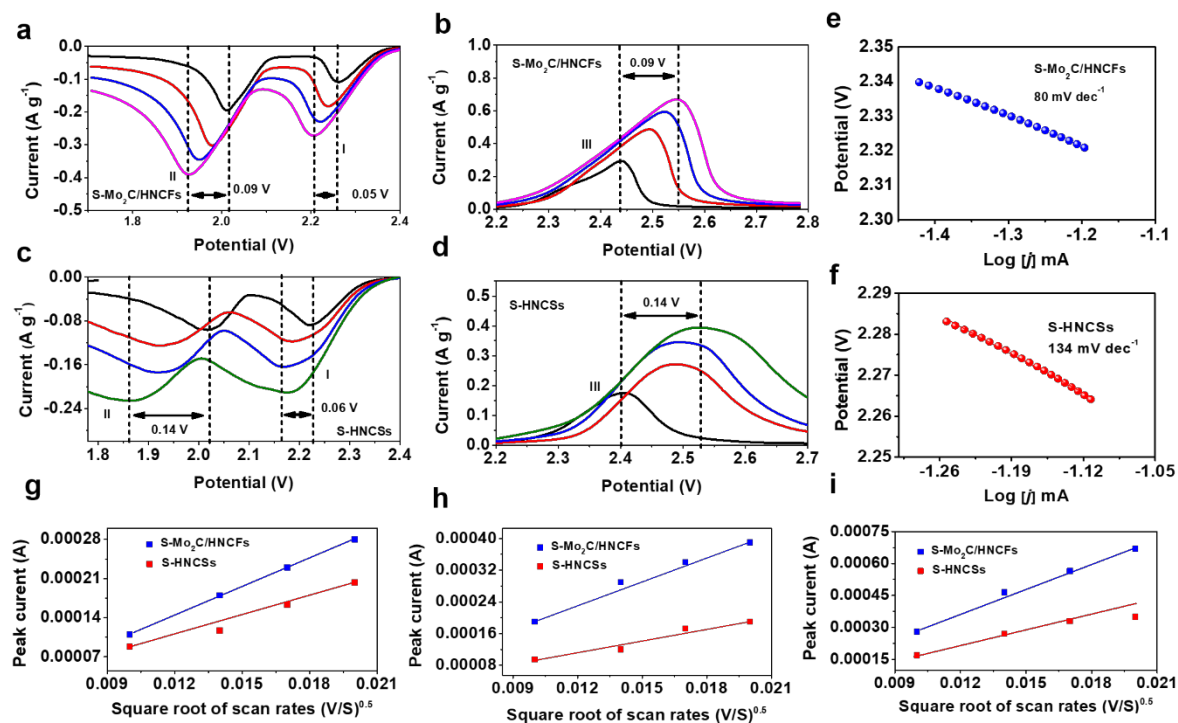 a
0.0
-0.1
-0.2
-0.3
-0.4
-0.5
Current (A g⁻¹)
I
II
S-Mo₂C/HNCFs
0.09 V
0.05 V
1.8 2.0 2.2 2.4
Potential (V)
b
1.0
0.8
0.6
0.4
0.2
0.0
Current (A g⁻¹)
S-Mo₂C/HNCFs
0.09 V
III
2.2 2.3 2.4 2.5 2.6 2.7 2.8
Potential (V)
e
2.35
2.34
2.33
2.32
2.31
2.30
Potential (V)
S-Mo₂C/HNCFs
80 mV dec⁻¹
-1.4 -1.3 -1.2 -1.1
Log [j] mA
c
0.00
-0.08
-0.16
-0.24
Current (A g⁻¹)
I
II
0.14 V
0.06 V
S-HNCSs
1.8 1.9 2.0 2.1 2.2 2.3 2.4
Potential (V)
d
0.5
0.4
0.3
0.2
0.1
0.0
Current (A g⁻¹)
S-HNCSs
0.14 V
III
2.2 2.3 2.4 2.5 2.6 2.7
Potential (V)
f
2.29
2.28
2.27
2.26
2.25
Potential (V)
S-HNCSs
134 mV dec⁻¹
-1.26 -1.19 -1.12 -1.05
Log [j] mA
g
0.00028
0.00021
0.00014
0.00007
Peak curent (A)
S-Mo₂C/HNCFs
S-HNCSs
0.009 0.012 0.015 0.018 0.021
Square root of scan rates (V/S)⁰·⁵
h
0.00040
0.00032
0.00024
0.00016
0.00008
Peak curent (A)
S-Mo₂C/HNCFs
S-HNCSs
0.009 0.012 0.015 0.018 0.021
Square root of scan rates (V/S)⁰·⁵
i
0.00075
0.00060
0.00045
0.00030
0.00015
Peak curent (A)
S-Mo₂C/HNCFs
S-HNCSs
0.009 0.012 0.015 0.018 0.021
Square root of scan rates (V/S)⁰·⁵